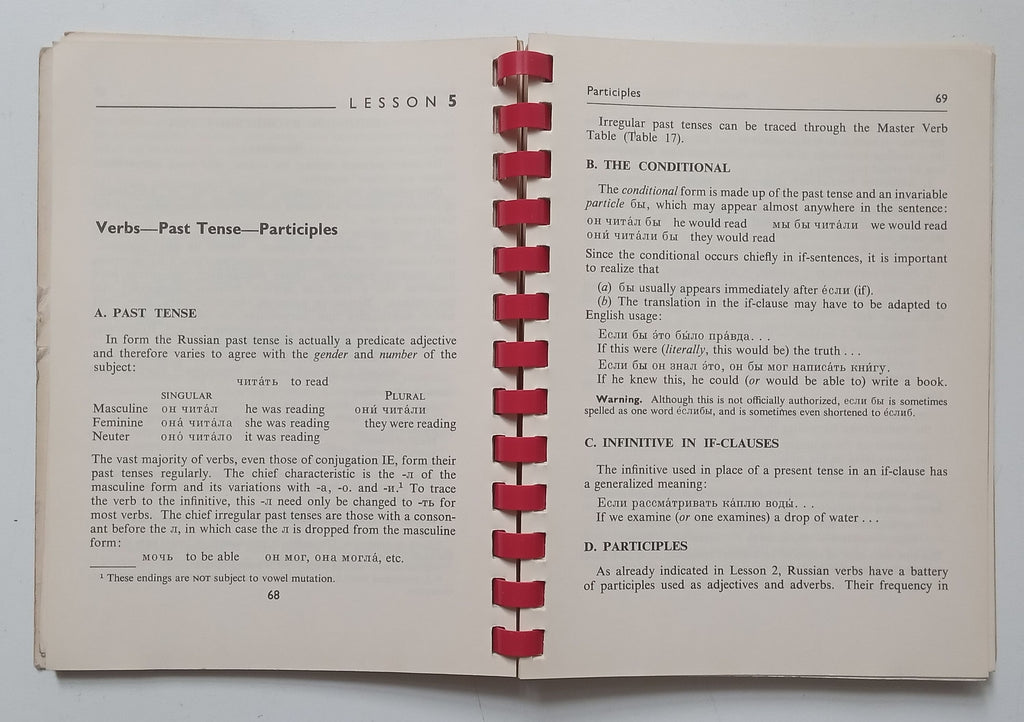 LESSON 5
Verbs—Past Tense—Participles
A. PAST TENSE
In form the Russian past tense is actually a predicate adjective
and therefore varies to agree with the gender and number of the
subject:
чита́ть to read
SINGULAR PLURAL
Masculine он чита́л he was reading они́ чита́ли
Feminine она́ чита́ла she was reading they were reading
Neuter оно́ чита́ло it was reading
The vast majority of verbs, even those of conjugation IE, form their
past tenses regularly. The chief characteristic is the -л of the
masculine form and its variations with -а, -о. and -и.¹ To trace
the verb to the infinitive, this -л need only be changed to -ть for
most verbs. The chief irregular past tenses are those with a conson-
ant before the л, in which case the л is dropped from the masculine
form:
мочь to be able он мог, она могла́, etc.
¹ These endings are NOT subject to vowel mutation.
68
Participles 69
Irregular past tenses can be traced through the Master Verb
Table (Table 17).
B. THE CONDITIONAL
The conditional form is made up of the past tense and an invariable
particle бы, which may appear almost anywhere in the sentence:
он чита́л бы he would read мы бы чита́ли we would read
они́ чита́ли бы they would read
Since the conditional occurs chiefly in if-sentences, it is important
to realize that
(a) бы usually appears immediately after е́сли (if).
(b) The translation in the if-clause may have to be adapted to
English usage:
Если бы э́то бы́ло пра́вда. . .
If this were (literally, this would be) the truth . . .
Если бы он знал э́то, он бы мог написа́ть кни́гу.
If he knew this, he could (or would be able to) write a book.
Warning. Although this is not officially authorized, если бы is sometimes
spelled as one word е́слибы, and is sometimes even shortened to е́слиб.
C. INFINITIVE IN IF-CLAUSES
The infinitive used in place of a present tense in an if-clause has
a generalized meaning:
Если рассма́тривать ка́плю воды́. . .
If we examine (or one examines) a drop of water . . .
D. PARTICIPLES
As already indicated in Lesson 2, Russian verbs have a battery
of participles used as adjectives and adverbs. Their frequency in